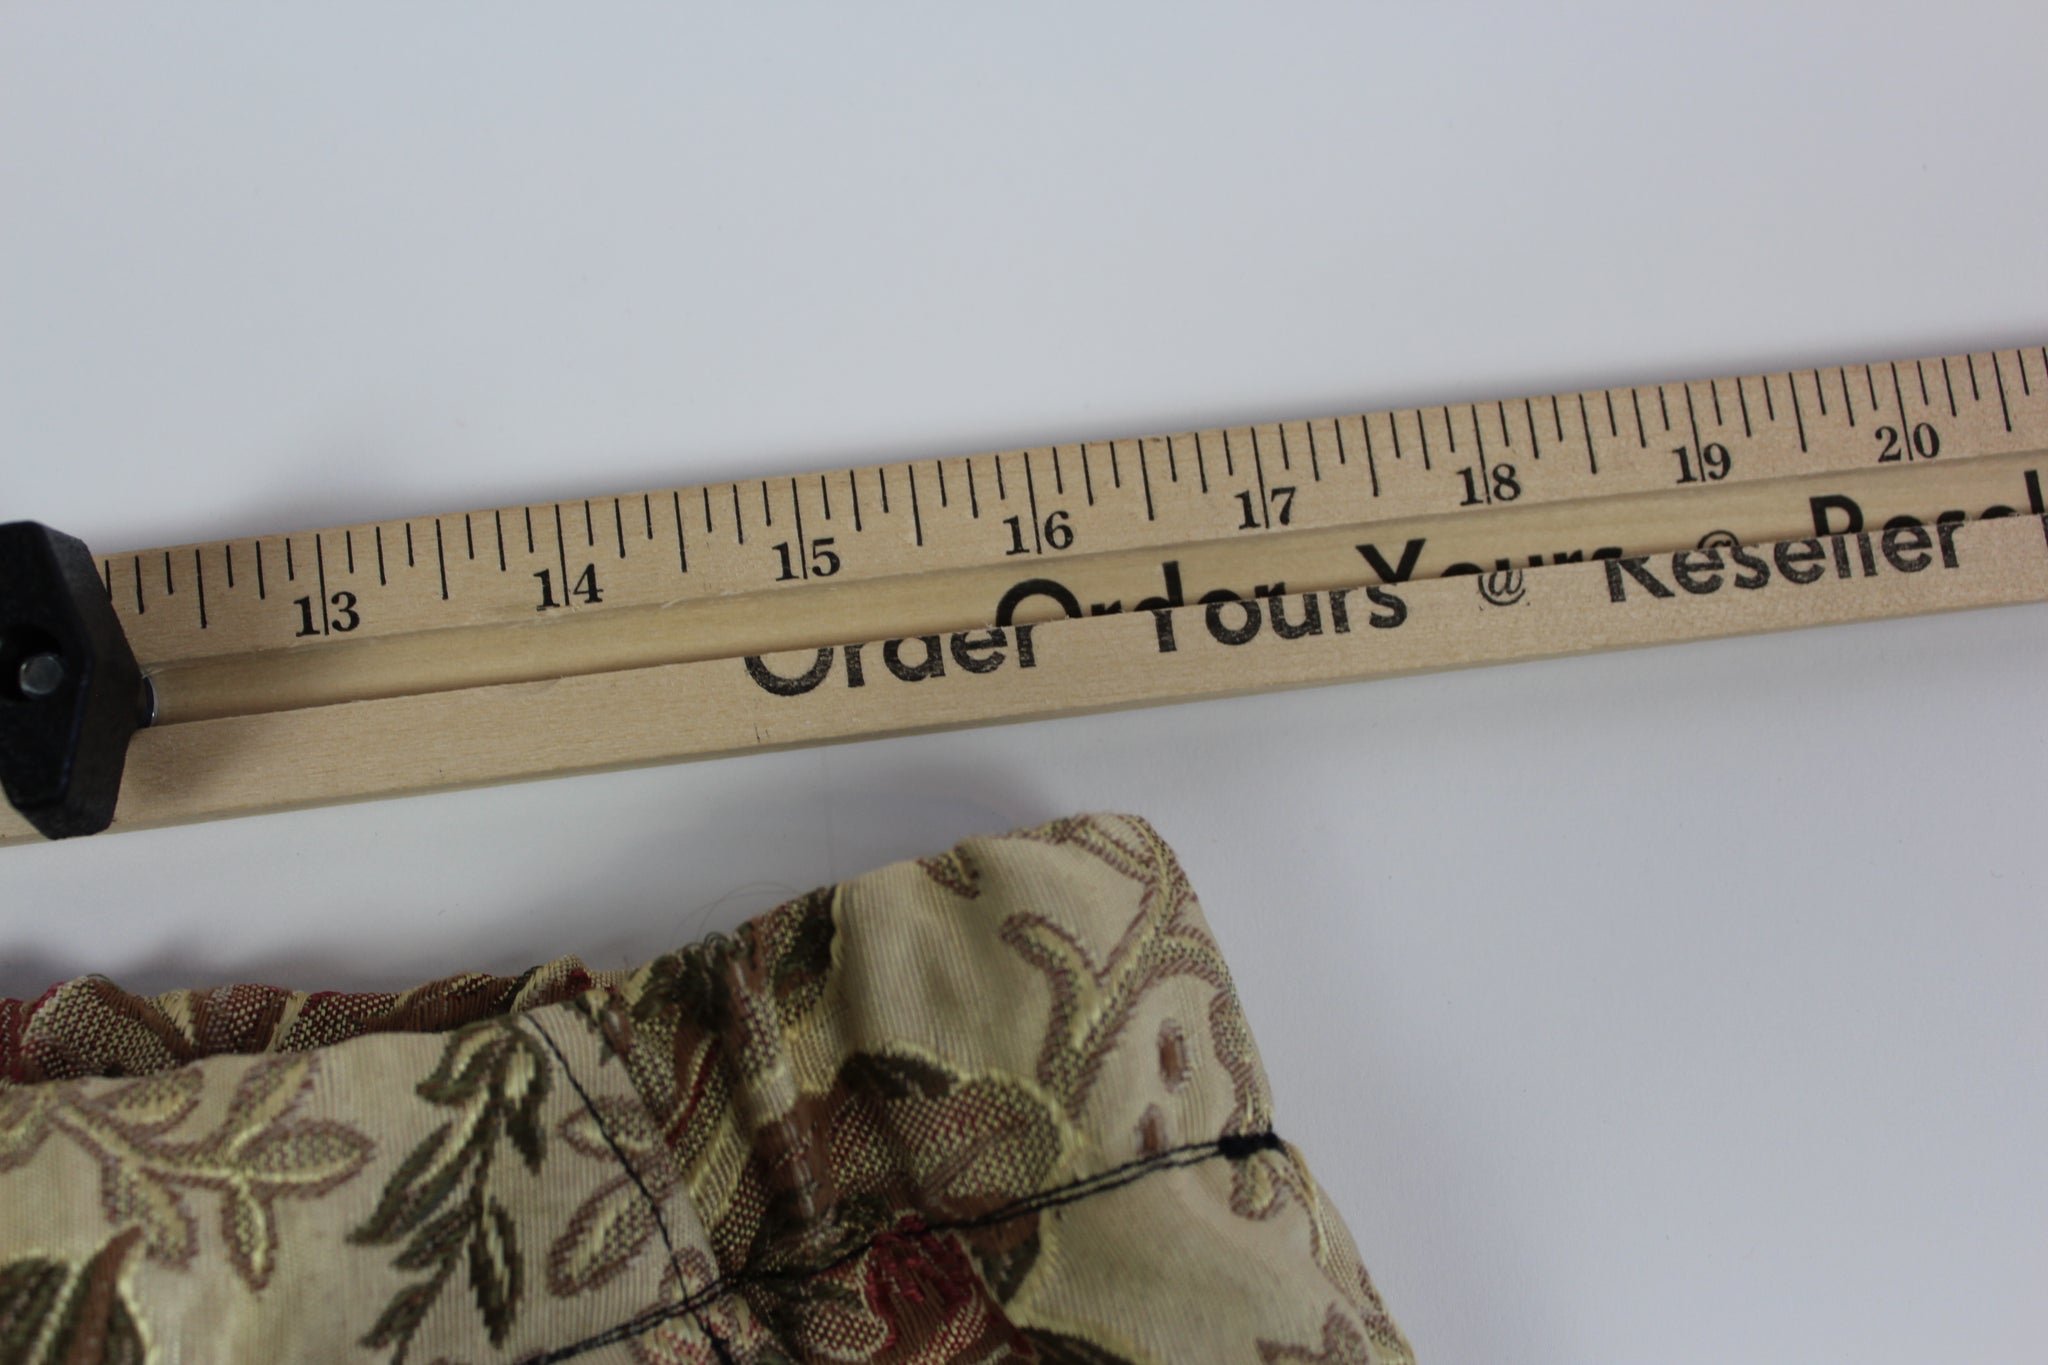 13 14 15 16 17 18 19 20
Order Yours @ Reseller